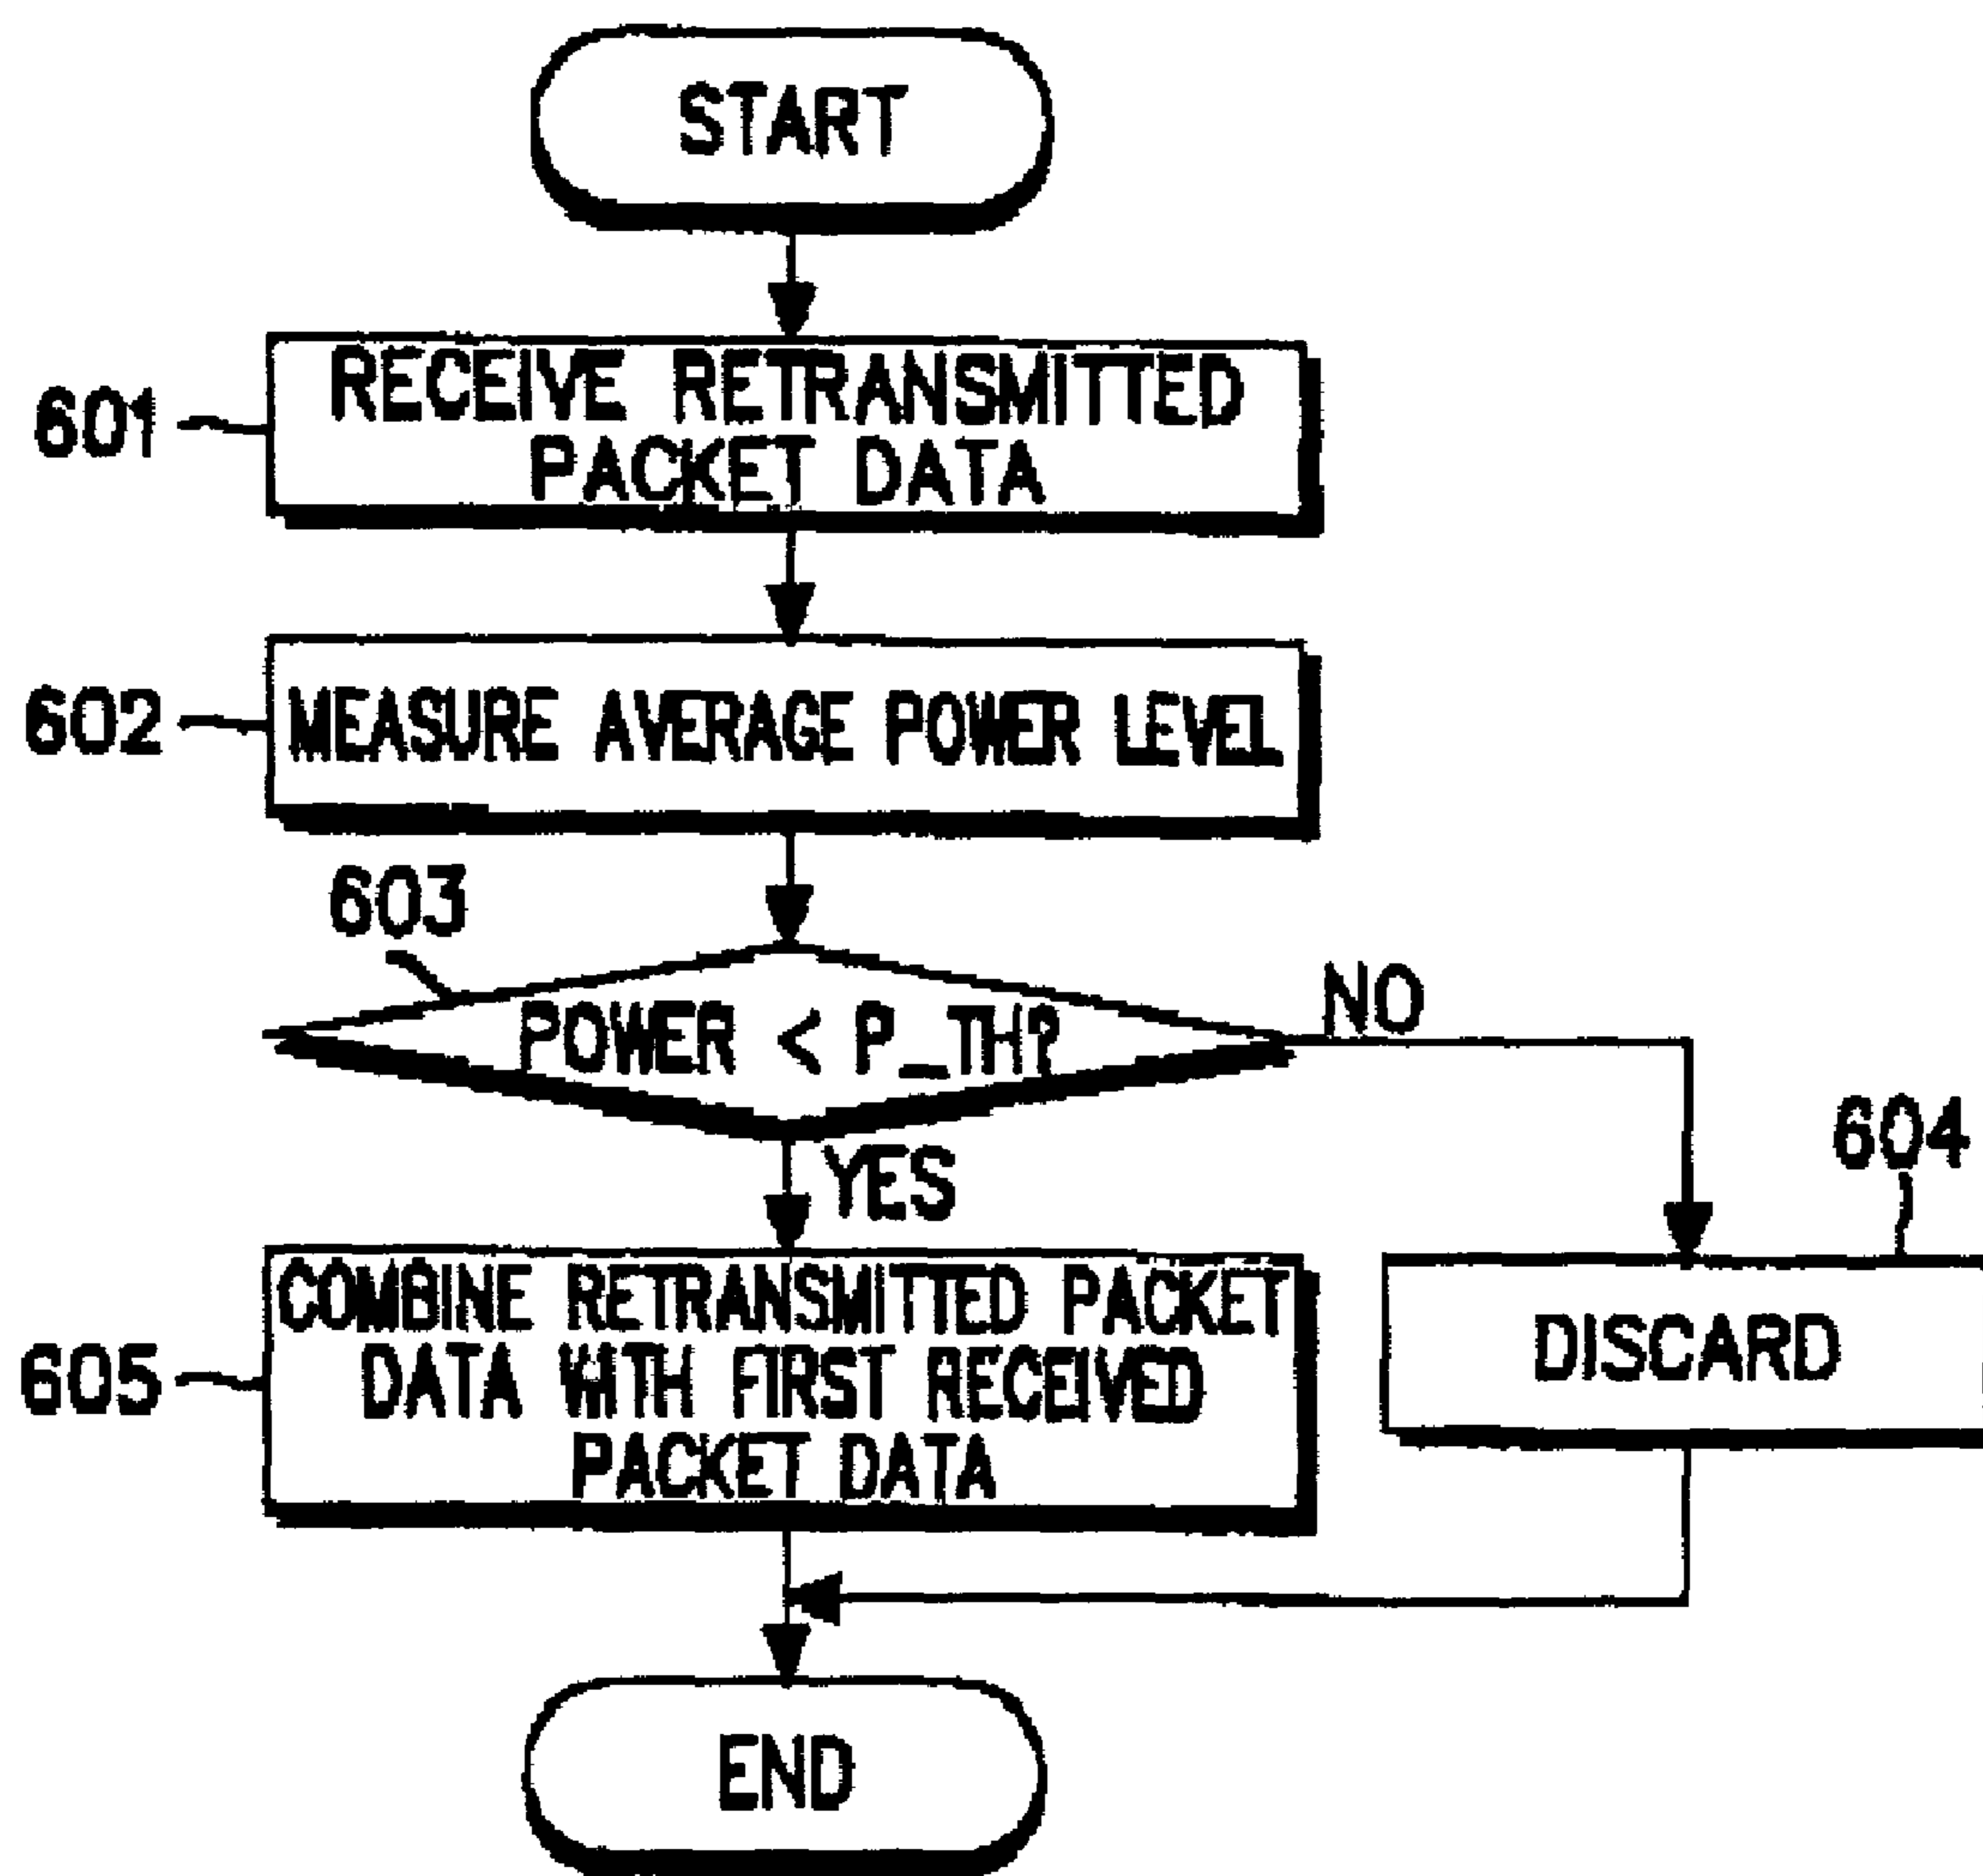 START
601
RECEIVE RETRANSMITTED
PACKET DATA
602
MEASURE AVERAGE POWER LEVEL
603
POWER < P_THR
NO
YES
604
605
COMBINE RETRANSMITTED PACKET
DATA WITH FIRST RECEIVED
PACKET DATA
DISCARD
END